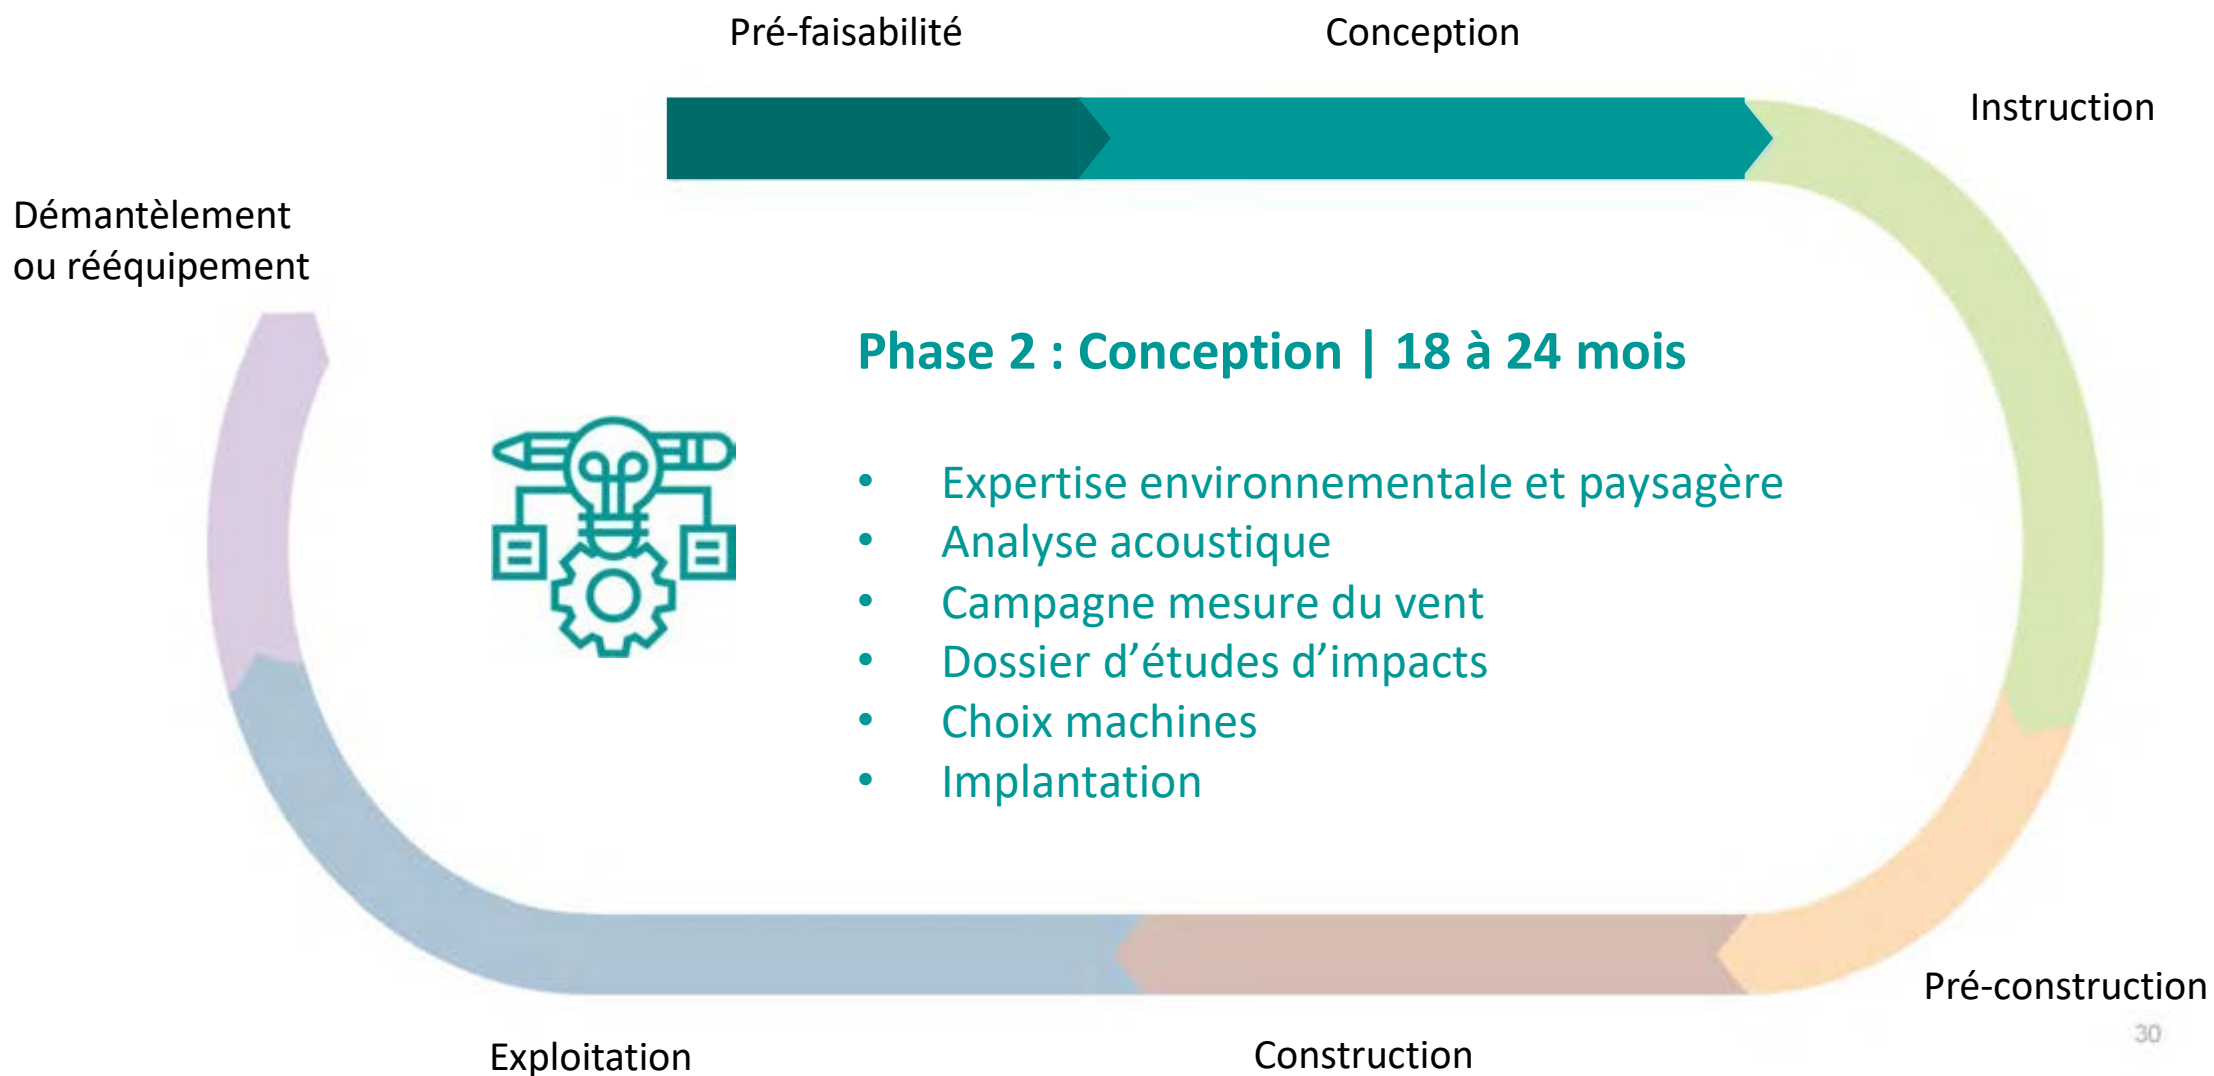 Pré-faisabilité
Conception
Instruction
Démantèlement
ou rééquipement
Phase 2 : Conception | 18 à 24 mois
• Expertise environnementale et paysagère
• Analyse acoustique
• Campagne mesure du vent
• Dossier d’études d’impacts
• Choix machines
• Implantation
Pré-construction
30
Exploitation
Construction